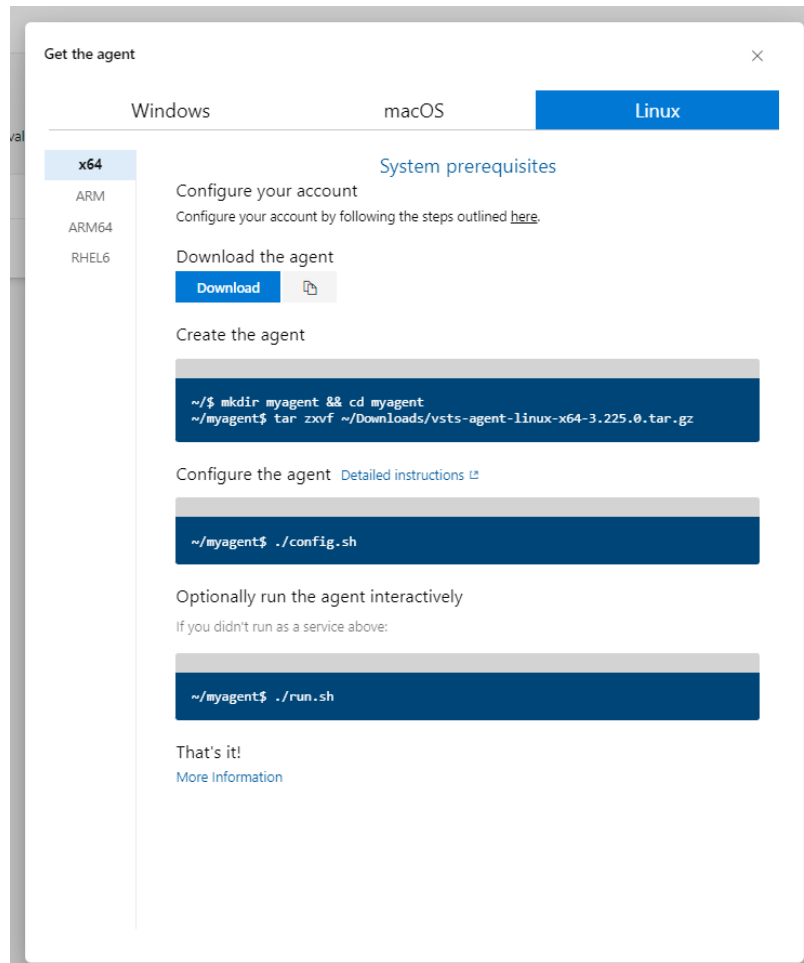 Get the agent
Windows
macOS
Linux
val
x64
ARM
ARM64
RHEL6
System prerequisites
Configure your account
Configure your account by following the steps outlined here.
Download the agent
Download
Create the agent
~/$ mkdir myagent && cd myagent
~/myagent$ tar zxvf ~/Downloads/vsts-agent-linux-x64-3.225.0.tar.gz
Configure the agent Detailed instructions
~/myagent$ ./config.sh
Optionally run the agent interactively
If you didn't run as a service above:
~/myagent$ ./run.sh
That's it!
More Information